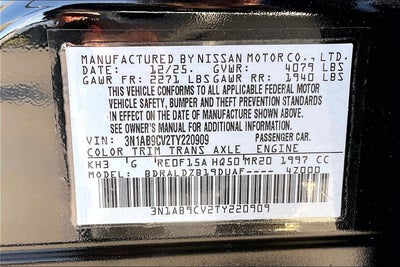 MANUFACTURED BY NISSAN MOTOR CO., LTD.
DATE: 12/25. GVWR: 4079 LBS
GAWR FR: 2271 LBS GAWR RR: 1940 LBS
THIS VEHICLE CONFORMS TO ALL APPLICABLE FEDERAL MOTOR
VEHICLE SAFETY, BUMPER AND THEFT PREVENTION STANDARDS
IN EFFECT ON THE DATE OF MANUFACTURE SHOWN ABOVE.
SEE OWNER'S MANUAL FOR ADDITIONAL INFORMATION.
VIN: 3N1AB9CV2TY220909 PASSENGER CAR.
COLOR TRIM TRANS AXLE ENGINE
KH3 G RE0F15A HQ50 MR20 1997 CC
MODEL: BDRALDZB19DUAF---- 4Z000
3N1AB9CV2TY220909